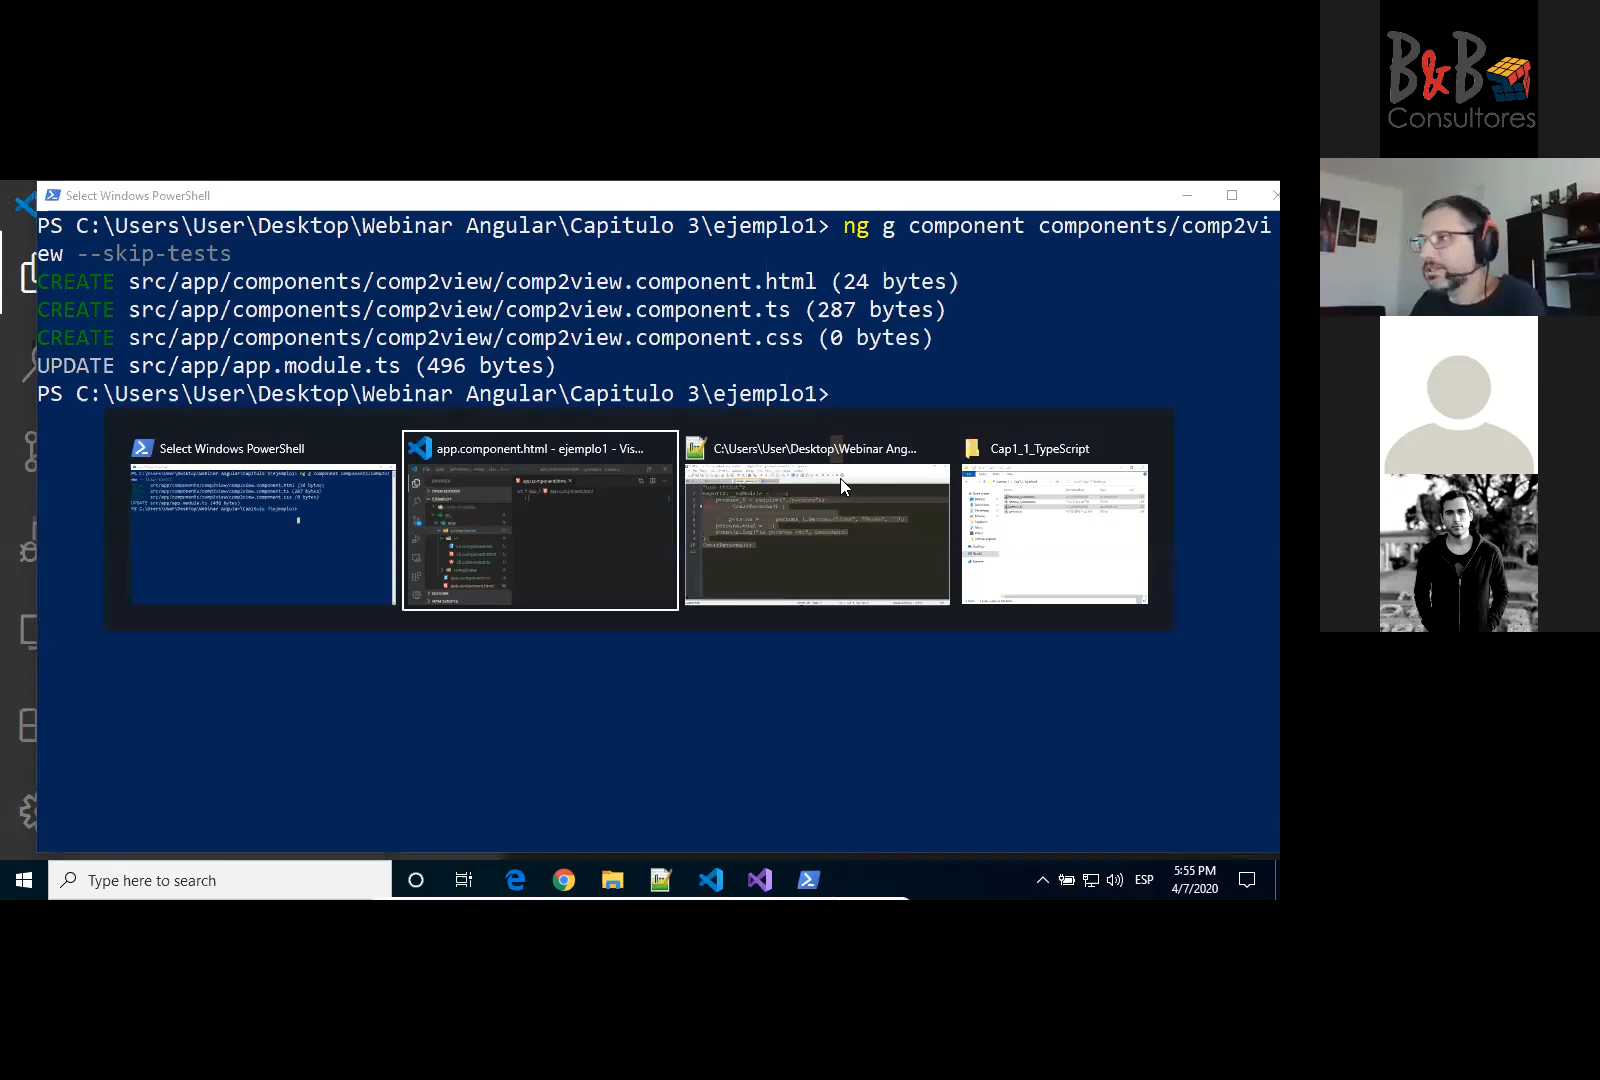 B&B
Consultores
Select Windows PowerShell
PS C:\Users\User\Desktop\Webinar Angular\Capitulo 3\ejemplo1> ng g component components/comp2vi
ew --skip-tests
CREATE src/app/components/comp2view/comp2view.component.html (24 bytes)
CREATE src/app/components/comp2view/comp2view.component.ts (287 bytes)
CREATE src/app/components/comp2view/comp2view.component.css (0 bytes)
UPDATE src/app/app.module.ts (496 bytes)
PS C:\Users\User\Desktop\Webinar Angular\Capitulo 3\ejemplo1>
Select Windows PowerShell
app.component.html - ejemplo1 - Vis...
C:\Users\User\Desktop\Webinar Ang...
Cap1_1_TypeScript
Type here to search
ESP
5:55 PM
4/7/2020